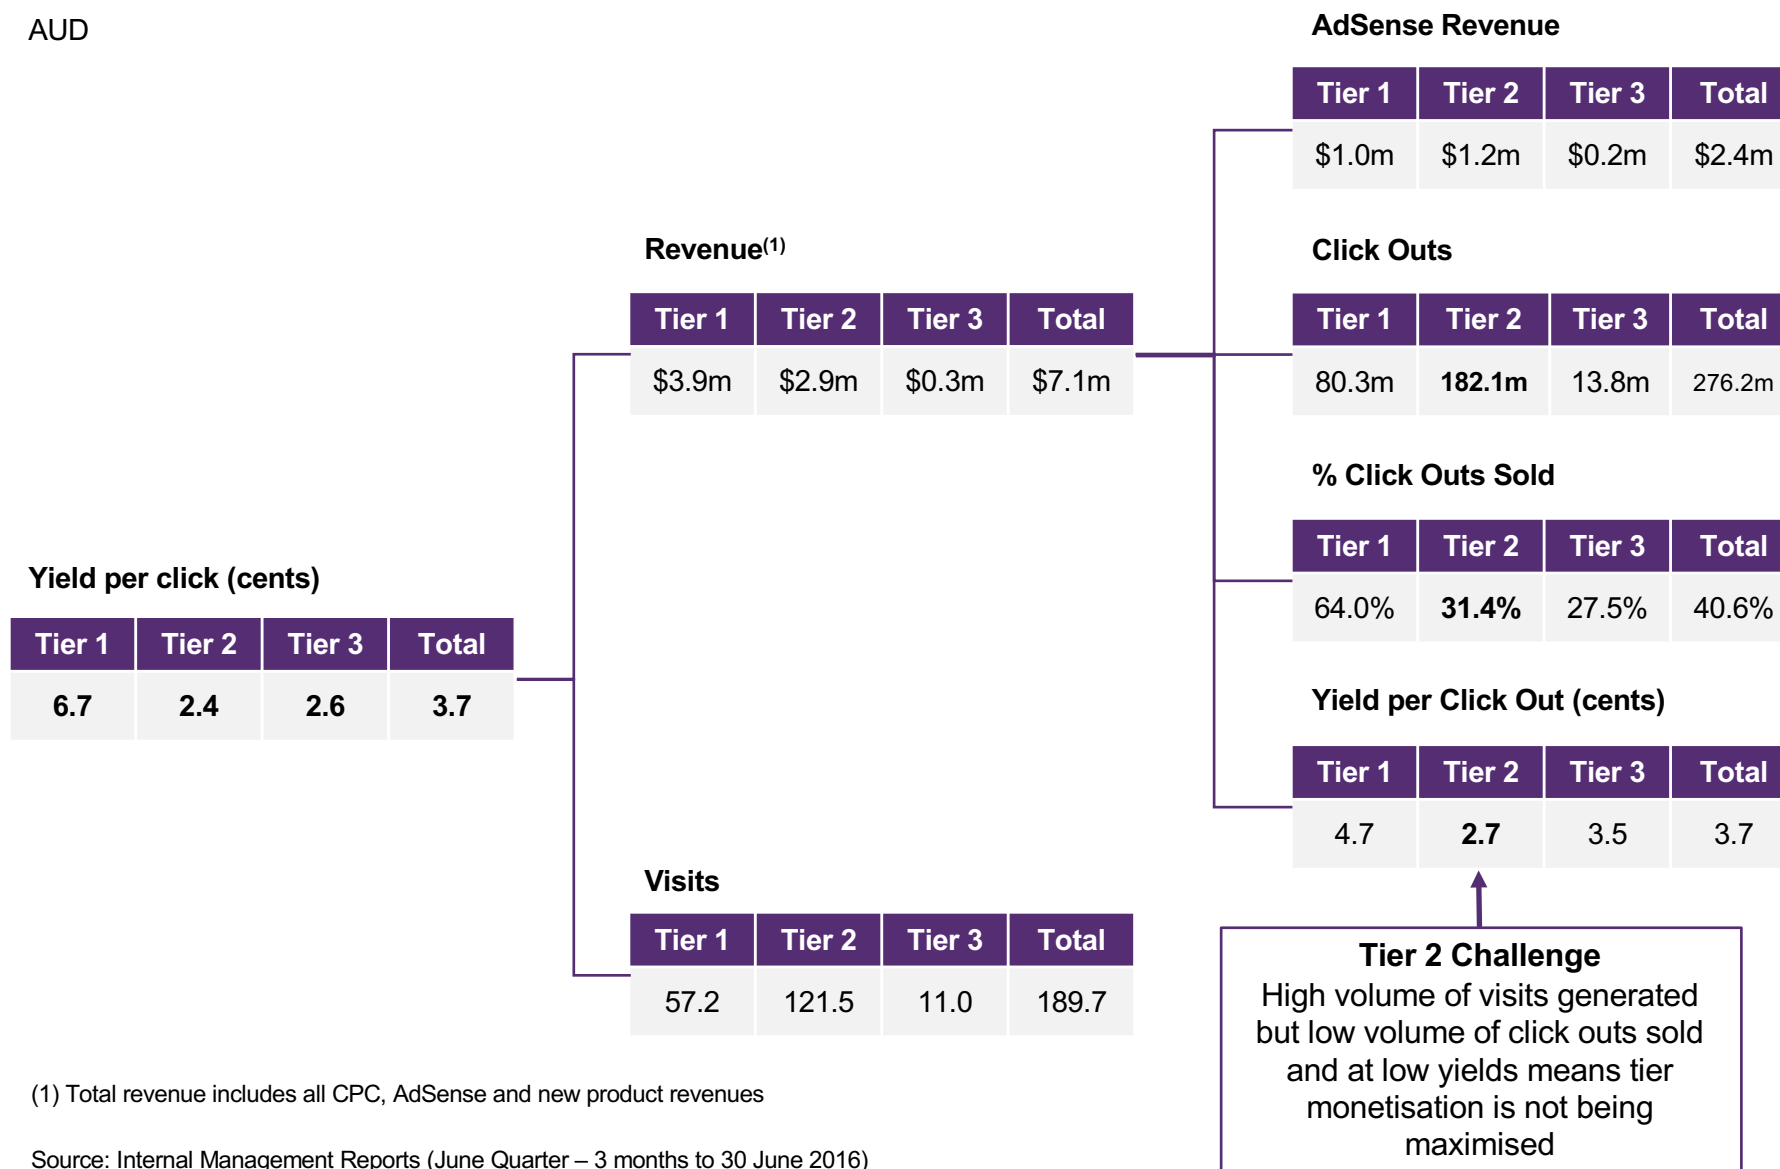 AUD
AdSense Revenue
Tier 1 Tier 2 Tier 3 Total
$1.0m $1.2m $0.2m $2.4m
Revenue(1)
Tier 1 Tier 2 Tier 3 Total
$3.9m $2.9m $0.3m $7.1m
Click Outs
Tier 1 Tier 2 Tier 3 Total
80.3m 182.1m 13.8m 276.2m
% Click Outs Sold
Tier 1 Tier 2 Tier 3 Total
64.0% 31.4% 27.5% 40.6%
Yield per click (cents)
Tier 1 Tier 2 Tier 3 Total
6.7 2.4 2.6 3.7
Yield per Click Out (cents)
Tier 1 Tier 2 Tier 3 Total
4.7 2.7 3.5 3.7
Visits
Tier 1 Tier 2 Tier 3 Total
57.2 121.5 11.0 189.7
Tier 2 Challenge
High volume of visits generated
but low volume of click outs sold
and at low yields means tier
monetisation is not being
maximised
(1) Total revenue includes all CPC, AdSense and new product revenues
Source: Internal Management Reports (June Quarter – 3 months to 30 June 2016)